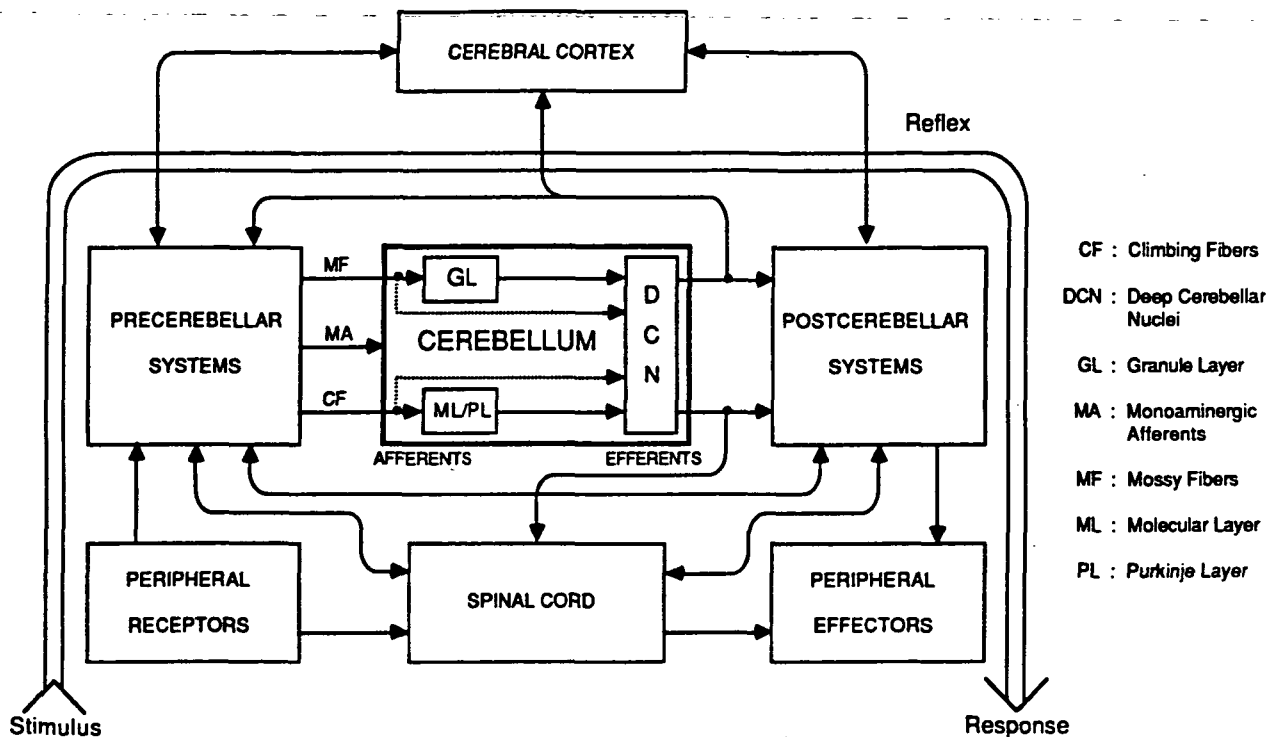 CEREBRAL CORTEX
Reflex
PRECEREBELLAR
SYSTEMS
MF
MA
CF
GL
CEREBELLUM
ML/PL
D
C
N
AFFERENTS
EFFERENTS
POSTCEREBELLAR
SYSTEMS
PERIPHERAL
RECEPTORS
SPINAL CORD
PERIPHERAL
EFFECTORS
Stimulus
Response
CF : Climbing Fibers
DCN : Deep Cerebellar
Nuclei
GL : Granule Layer
MA : Monoaminergic
Afferents
MF : Mossy Fibers
ML : Molecular Layer
PL : Purkinje Layer